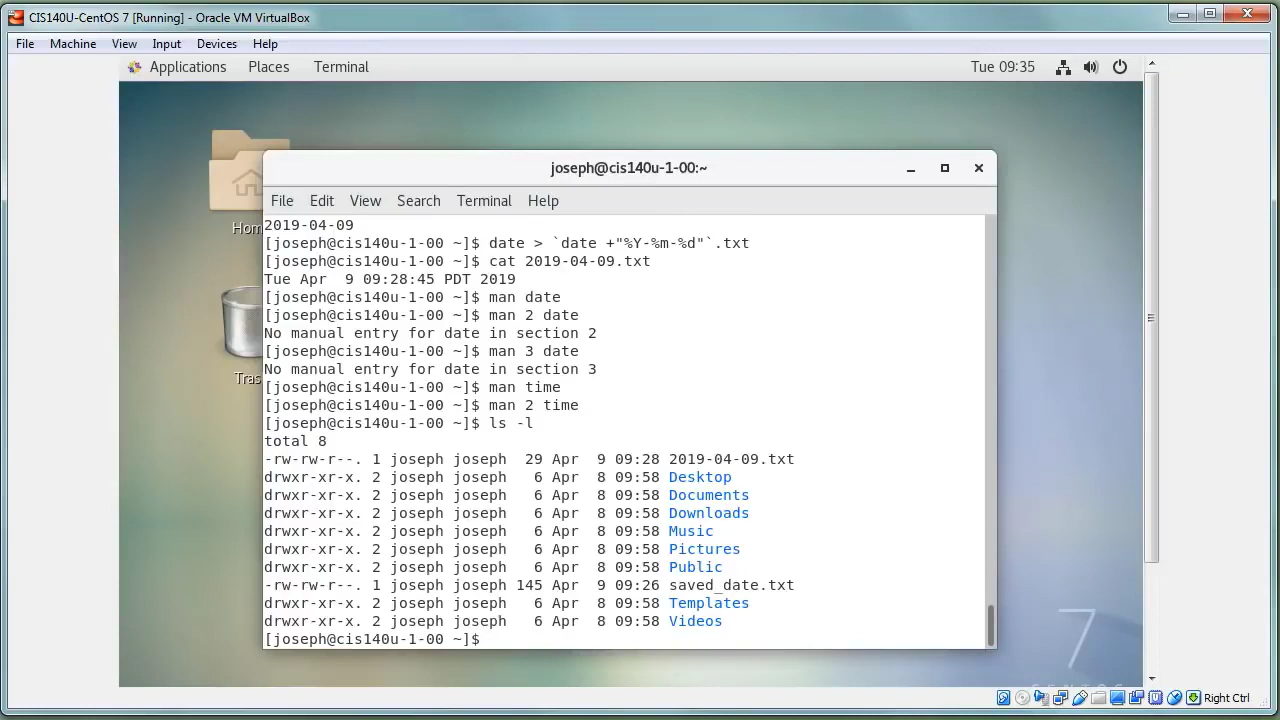 CIS140U-CentOS 7 [Running] - Oracle VM VirtualBox
File Machine View Input Devices Help
Applications Places Terminal Tue 09:35
joseph@cis140u-1-00:~
File Edit View Search Terminal Help
2019-04-09
[joseph@cis140u-1-00 ~]$ date > `date +"%Y-%m-%d"`.txt
[joseph@cis140u-1-00 ~]$ cat 2019-04-09.txt
Tue Apr  9 09:28:45 PDT 2019
[joseph@cis140u-1-00 ~]$ man date
[joseph@cis140u-1-00 ~]$ man 2 date
No manual entry for date in section 2
[joseph@cis140u-1-00 ~]$ man 3 date
No manual entry for date in section 3
[joseph@cis140u-1-00 ~]$ man time
[joseph@cis140u-1-00 ~]$ man 2 time
[joseph@cis140u-1-00 ~]$ ls -l
total 8
-rw-rw-r--. 1 joseph joseph  29 Apr  9 09:28 2019-04-09.txt
drwxr-xr-x. 2 joseph joseph   6 Apr  8 09:58 Desktop
drwxr-xr-x. 2 joseph joseph   6 Apr  8 09:58 Documents
drwxr-xr-x. 2 joseph joseph   6 Apr  8 09:58 Downloads
drwxr-xr-x. 2 joseph joseph   6 Apr  8 09:58 Music
drwxr-xr-x. 2 joseph joseph   6 Apr  8 09:58 Pictures
drwxr-xr-x. 2 joseph joseph   6 Apr  8 09:58 Public
-rw-rw-r--. 1 joseph joseph 145 Apr  9 09:26 saved_date.txt
drwxr-xr-x. 2 joseph joseph   6 Apr  8 09:58 Templates
drwxr-xr-x. 2 joseph joseph   6 Apr  8 09:58 Videos
[joseph@cis140u-1-00 ~]$
Hom
Tras
7
Right Ctrl